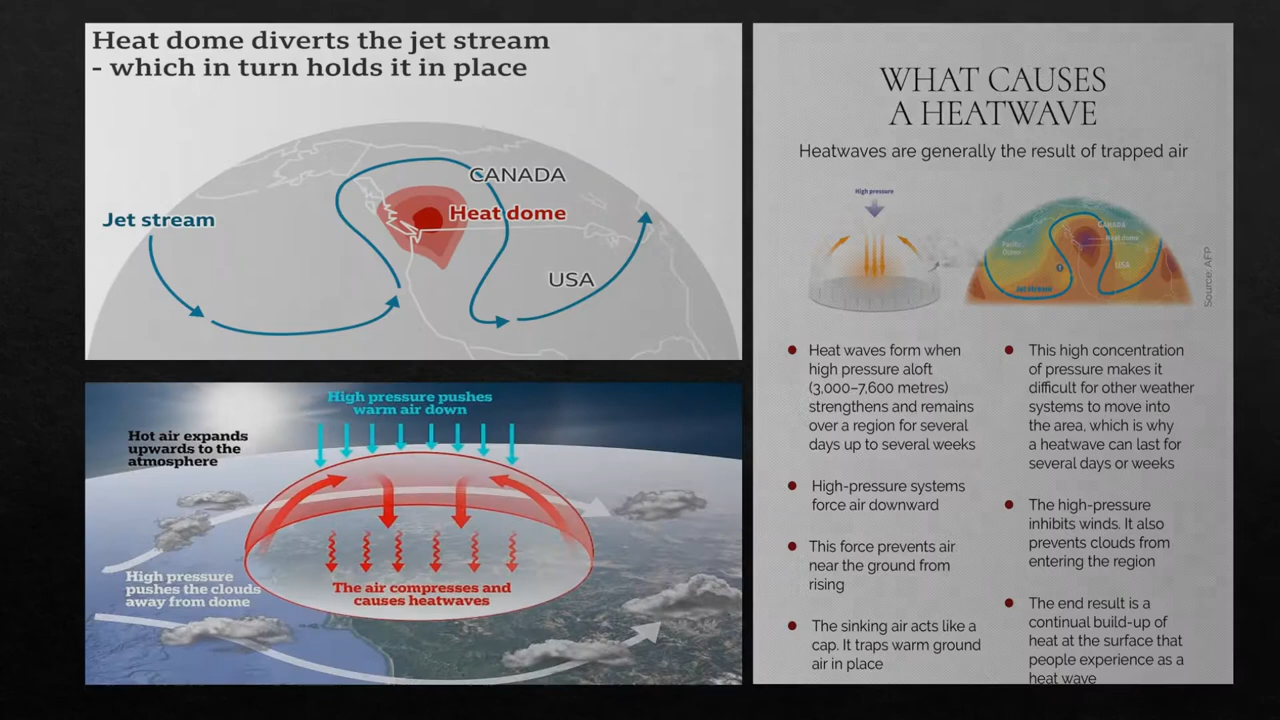 Heat dome diverts the jet stream
- which in turn holds it in place
CANADA
Jet stream
Heat dome
USA
High pressure pushes
warm air down
Hot air expands
upwards to the
atmosphere
High pressure
pushes the clouds
away from dome
The air compresses and
causes heatwaves
WHAT CAUSES
A HEATWAVE
Heatwaves are generally the result of trapped air
High pressure
CANADA
Pacific
Ocean
Heat dome
USA
Jet stream
Source: AFP
Heat waves form when
high pressure aloft
(3,000–7,600 metres)
strengthens and remains
over a region for several
days up to several weeks
High-pressure systems
force air downward
This force prevents air
near the ground from
rising
The sinking air acts like a
cap. It traps warm ground
air in place
This high concentration
of pressure makes it
difficult for other weather
systems to move into
the area, which is why
a heatwave can last for
several days or weeks
The high-pressure
inhibits winds. It also
prevents clouds from
entering the region
The end result is a
continual build-up of
heat at the surface that
people experience as a
heat wave